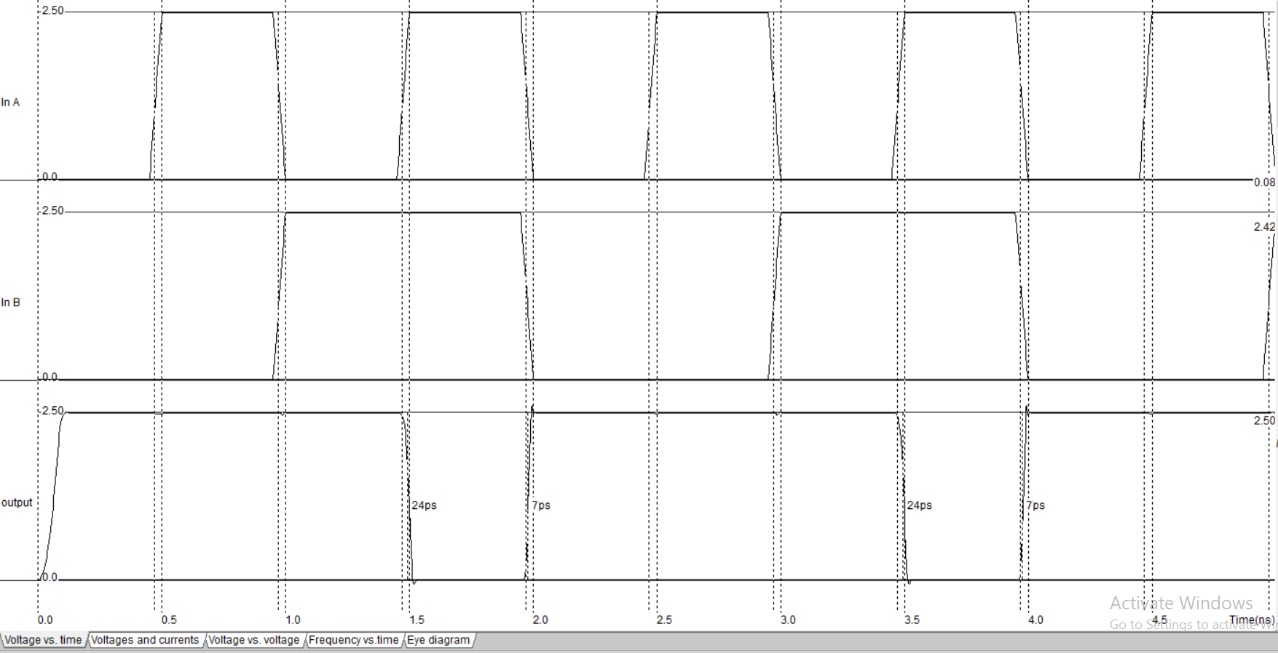 2.50
In A
0.0
0.08
2.50
2.42
In B
0.0
2.50
2.50
output
24ps
7ps
24ps
7ps
0.0
Activate Windows
0.0 0.5 1.0 1.5 2.0 2.5 3.0 3.5 4.0 4.5 Time(ns)
Go to Settings to activate
Voltage vs. time Voltages and currents Voltage vs. voltage Frequency vs.time Eye diagram